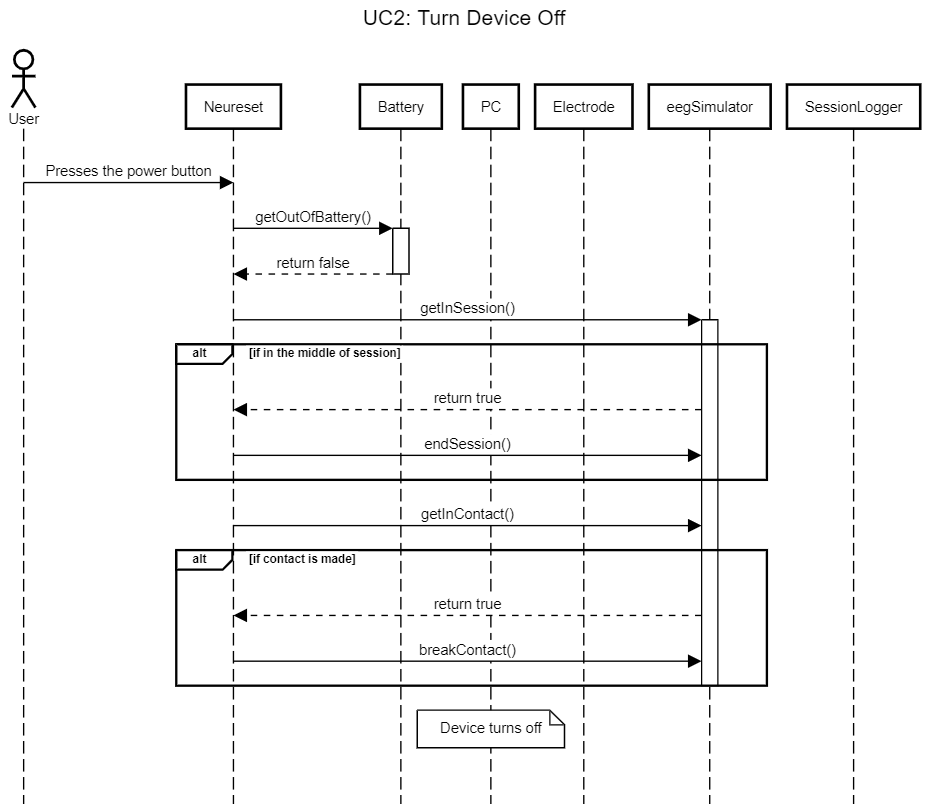 UC2: Turn Device Off
User
Neureset
Battery
PC
Electrode
eegSimulator
SessionLogger
Presses the power button
getOutOfBattery()
return false
getInSession()
alt
[if in the middle of session]
return true
endSession()
getInContact()
alt
[if contact is made]
return true
breakContact()
Device turns off